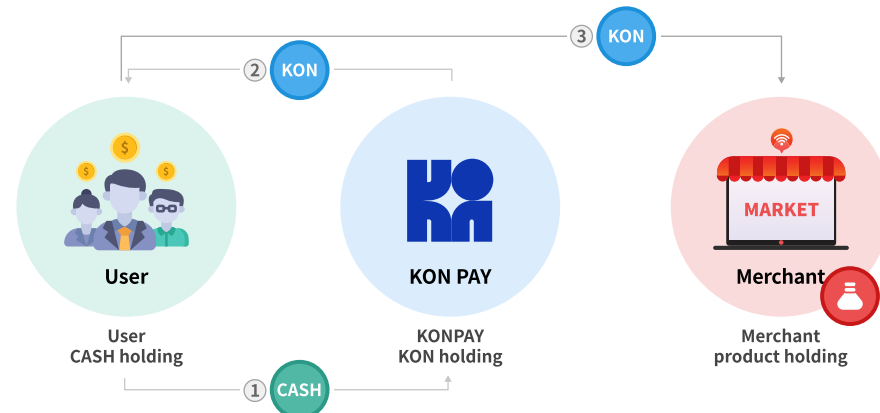 3 KON
2 KON
$ $ $
MARKET
User
KON PAY
Merchant
User
CASH holding
KONPAY
KON holding
Merchant
product holding
1 CASH